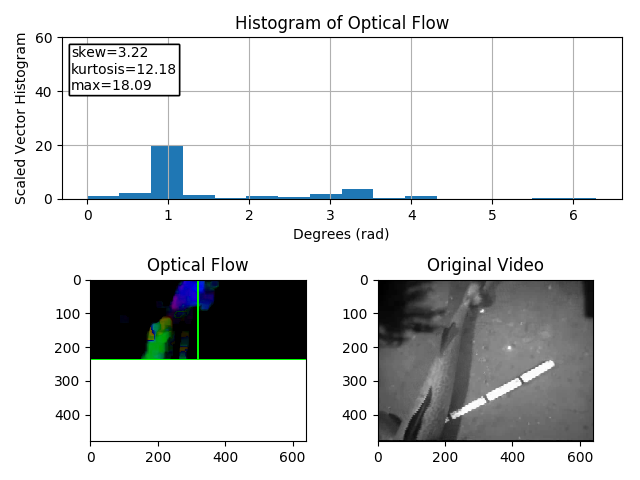 Histogram of Optical Flow
Scaled Vector Histogram
60
40
20
0
skew=3.22
kurtosis=12.18
max=18.09
0 1 2 3 4 5 6
Degrees (rad)
Optical Flow
0
100
200
300
400
0 200 400 600
Original Video
0
100
200
300
400
0 200 400 600